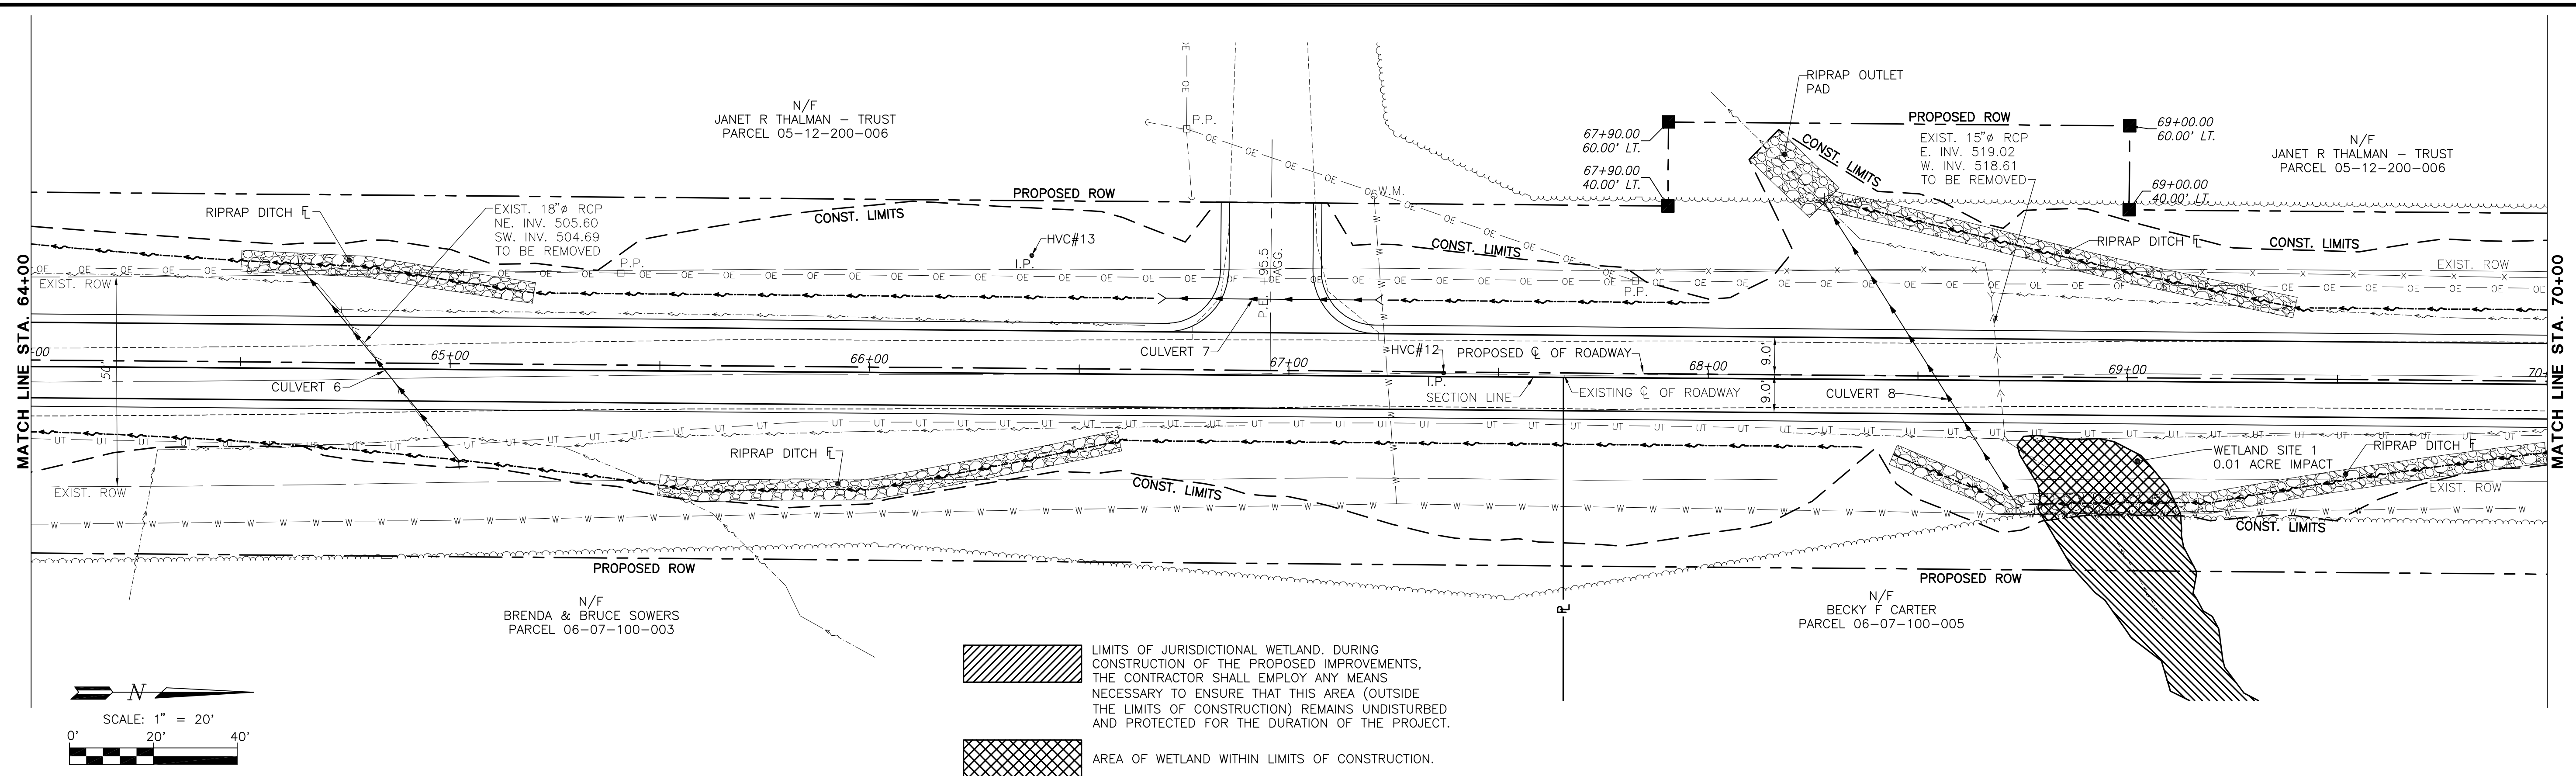 MATCH LINE STA. 64+00
N/F
JANET R THALMAN – TRUST
PARCEL 05-12-200-006
RIPRAP DITCH ℄
EXIST. 18"ø RCP
NE. INV. 505.60
SW. INV. 504.69
TO BE REMOVED
PROPOSED ROW
CONST. LIMITS
HVC#13
I.P.
P.P.
OE
P.P.
W.M.
CONST. LIMITS
P.P.
P.E. +95.5
AGG.
67+90.00
60.00' LT.
67+90.00
40.00' LT.
RIPRAP OUTLET
PAD
CONST. LIMITS
PROPOSED ROW
EXIST. 15"ø RCP
E. INV. 519.02
W. INV. 518.61
TO BE REMOVED
69+00.00
60.00' LT.
69+00.00
40.00' LT.
N/F
JANET R THALMAN – TRUST
PARCEL 05-12-200-006
RIPRAP DITCH ℄
CONST. LIMITS
EXIST. ROW
EXIST. ROW
50'
65+00
66+00
67+00
68+00
69+00
CULVERT 6
CULVERT 7
HVC#12
I.P.
PROPOSED ℄ OF ROADWAY
SECTION LINE
EXISTING ℄ OF ROADWAY
9.0'
9.0'
CULVERT 8
MATCH LINE STA. 70+00
UT
RIPRAP DITCH ℄
EXIST. ROW
CONST. LIMITS
W
WETLAND SITE 1
0.01 ACRE IMPACT
RIPRAP DITCH ℄
EXIST. ROW
CONST. LIMITS
PROPOSED ROW
PROPOSED ROW
N/F
BRENDA & BRUCE SOWERS
PARCEL 06-07-100-003
N/F
BECKY F CARTER
PARCEL 06-07-100-005
N
SCALE: 1" = 20'
0' 20' 40'
LIMITS OF JURISDICTIONAL WETLAND. DURING
CONSTRUCTION OF THE PROPOSED IMPROVEMENTS,
THE CONTRACTOR SHALL EMPLOY ANY MEANS
NECESSARY TO ENSURE THAT THIS AREA (OUTSIDE
THE LIMITS OF CONSTRUCTION) REMAINS UNDISTURBED
AND PROTECTED FOR THE DURATION OF THE PROJECT.
AREA OF WETLAND WITHIN LIMITS OF CONSTRUCTION.